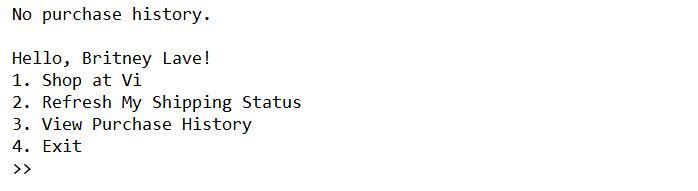 No purchase history.
Hello, Britney Lave!
1. Shop at Vi
2. Refresh My Shipping Status
3. View Purchase History
4. Exit
>>